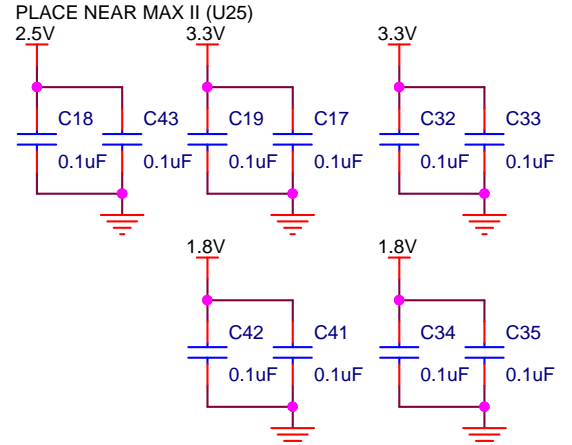 PLACE NEAR MAX II (U25)
2.5V 3.3V 3.3V
C18 C43 C19 C17 C32 C33
0.1uF 0.1uF 0.1uF 0.1uF 0.1uF 0.1uF
1.8V 1.8V
C42 C41 C34 C35
0.1uF 0.1uF 0.1uF 0.1uF